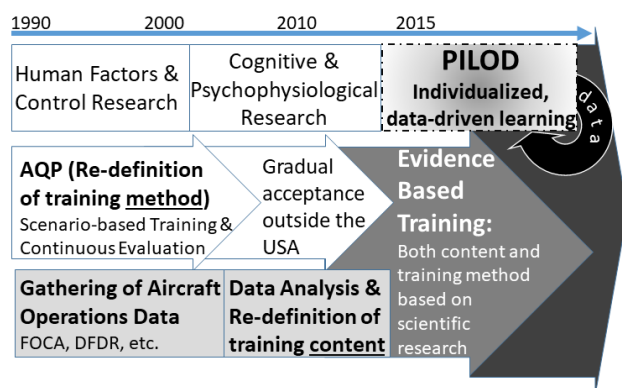 1990 2000 2010 2015
Human Factors &
Control Research
Cognitive &
Psychophysiological
Research
PILOD
Individualized,
data-driven learning
data
AQP (Re-definition
of training method)
Scenario-based Training &
Continuous Evaluation
Gradual
acceptance
outside the
USA
Evidence
Based
Training:
Both content and
training method
based on
scientific
research
Gathering of Aircraft
Operations Data
FOCA, DFDR, etc.
Data Analysis &
Re-definition of
training content